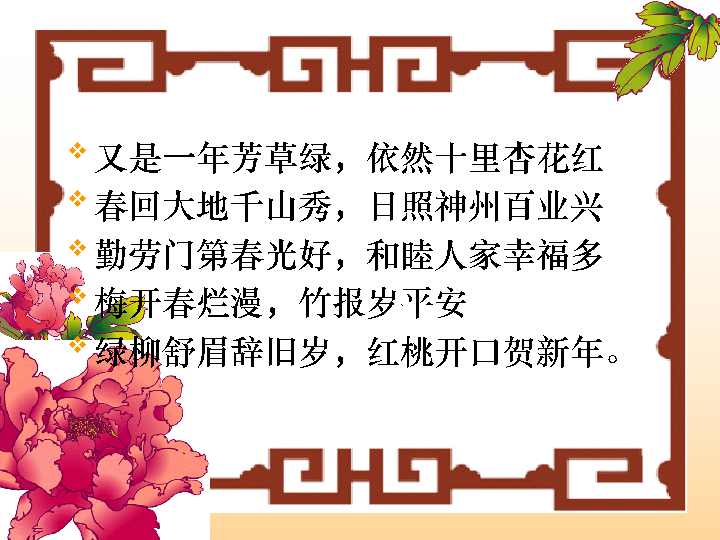 又是一年芳草绿，依然十里杏花红
春回大地千山秀，日照神州百业兴
勤劳门第春光好，和睦人家幸福多
梅开春烂漫，竹报岁平安
绿柳舒眉辞旧岁，红桃开口贺新年。